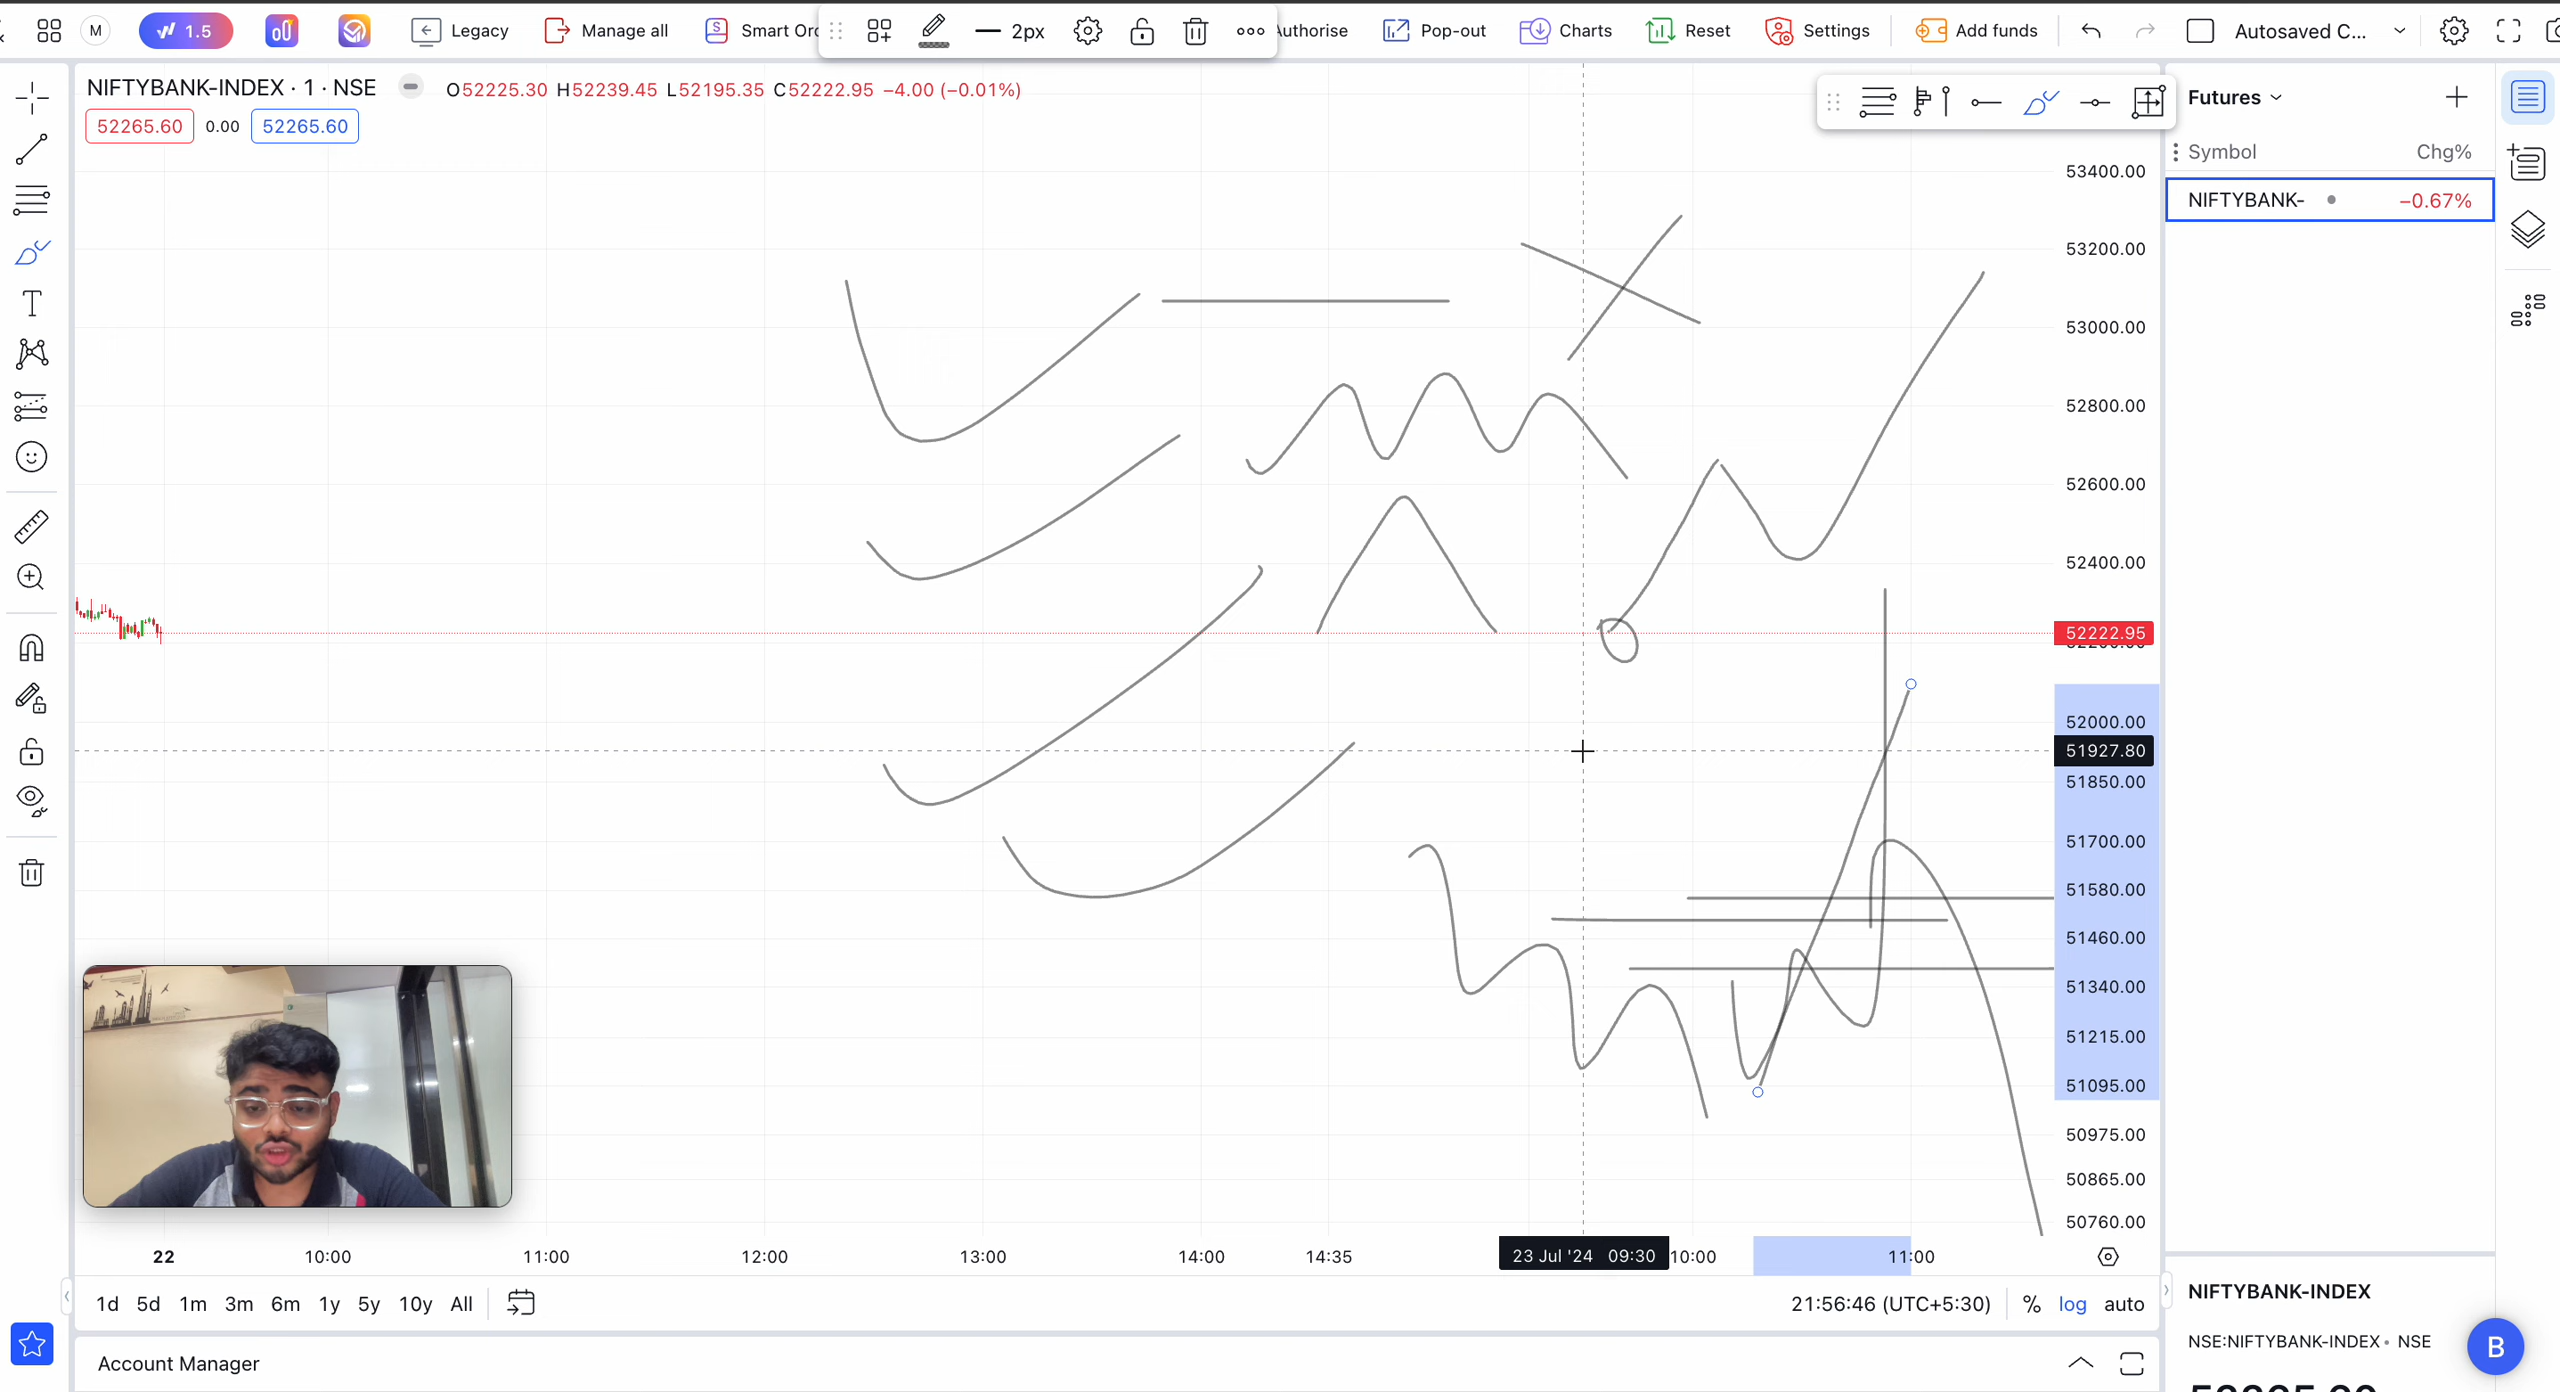 M
1.5
Legacy
Manage all
Smart Orc
2px
Authorise
Pop-out
Charts
Reset
Settings
Add funds
Autosaved C...
NIFTYBANK-INDEX · 1 · NSE
O52225.30 H52239.45 L52195.35 C52222.95 −4.00 (−0.01%)
52265.60 0.00 52265.60
Futures
Symbol Chg%
NIFTYBANK- −0.67%
53400.00
53200.00
53000.00
52800.00
52600.00
52400.00
52222.95
52000.00
51927.80
51850.00
51700.00
51580.00
51460.00
51340.00
51215.00
51095.00
50975.00
50865.00
50760.00
22 10:00 11:00 12:00 13:00 14:00 14:35 23 Jul '24 09:30 10:00 11:00
1d 5d 1m 3m 6m 1y 5y 10y All
21:56:46 (UTC+5:30) % log auto
Account Manager
NIFTYBANK-INDEX
NSE:NIFTYBANK-INDEX • NSE
B